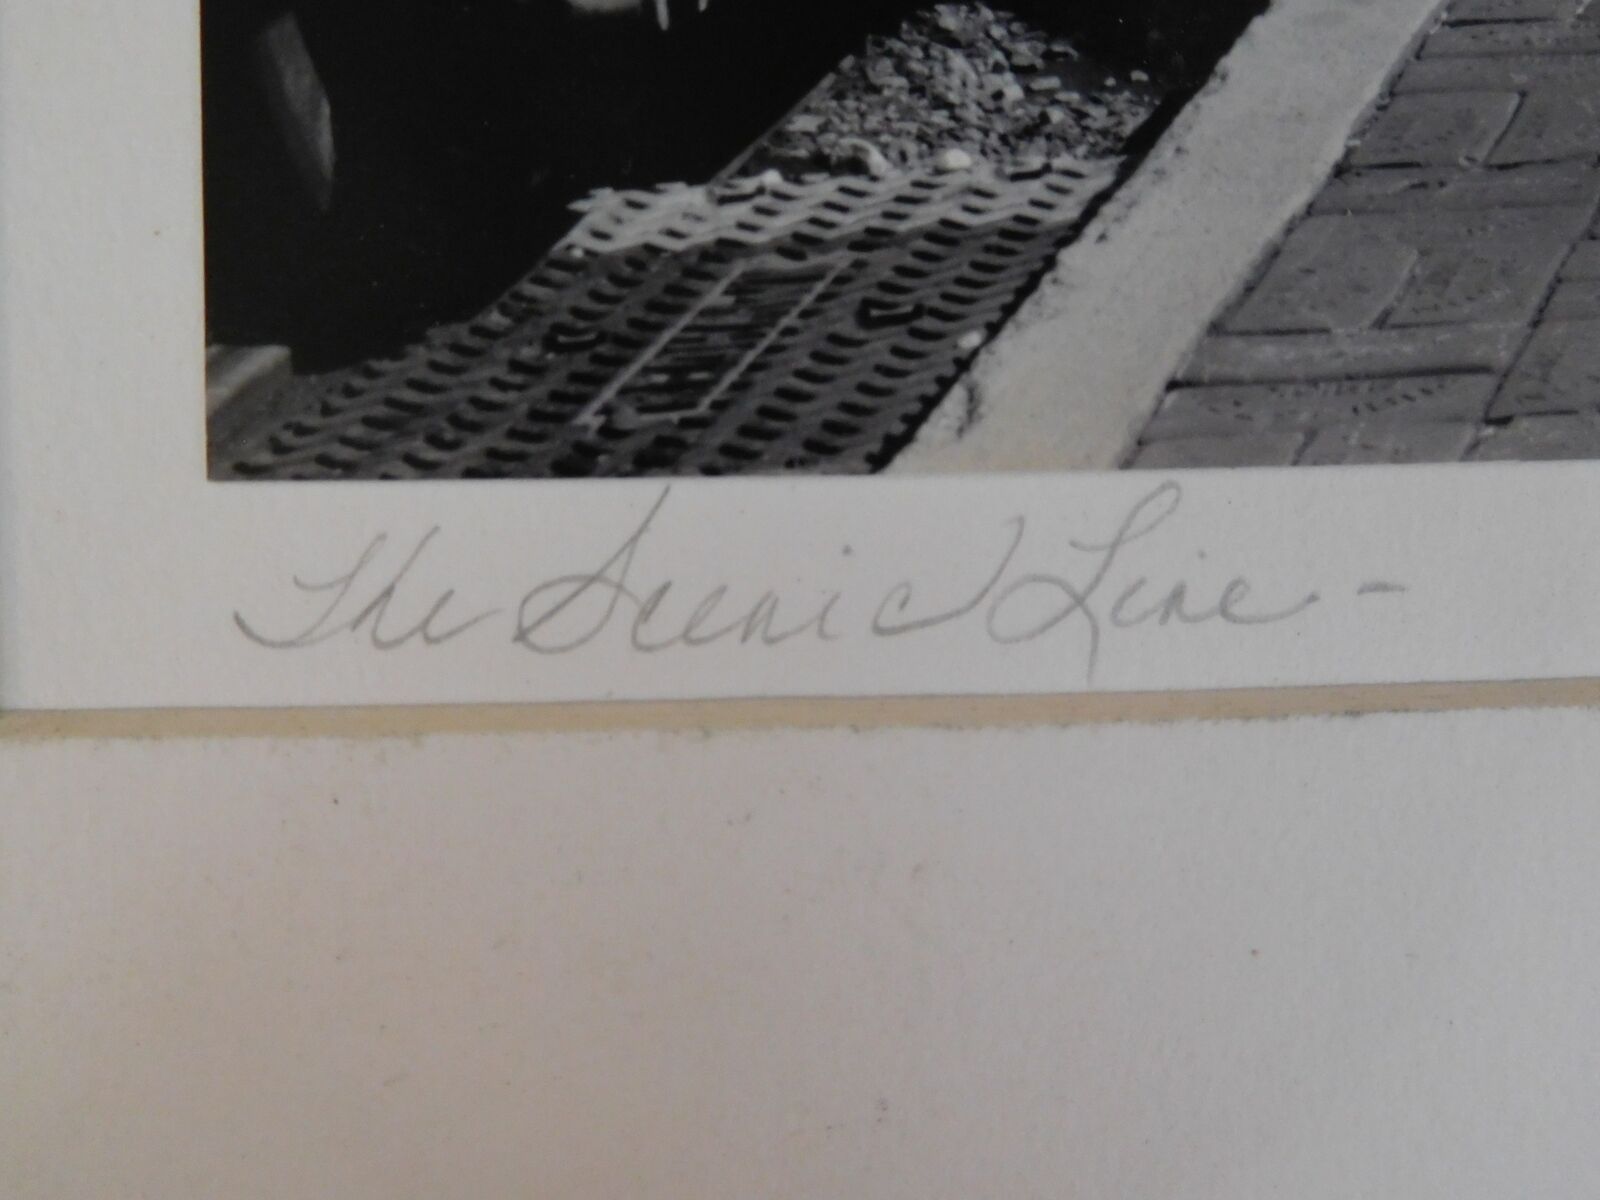 The Scenic Line -